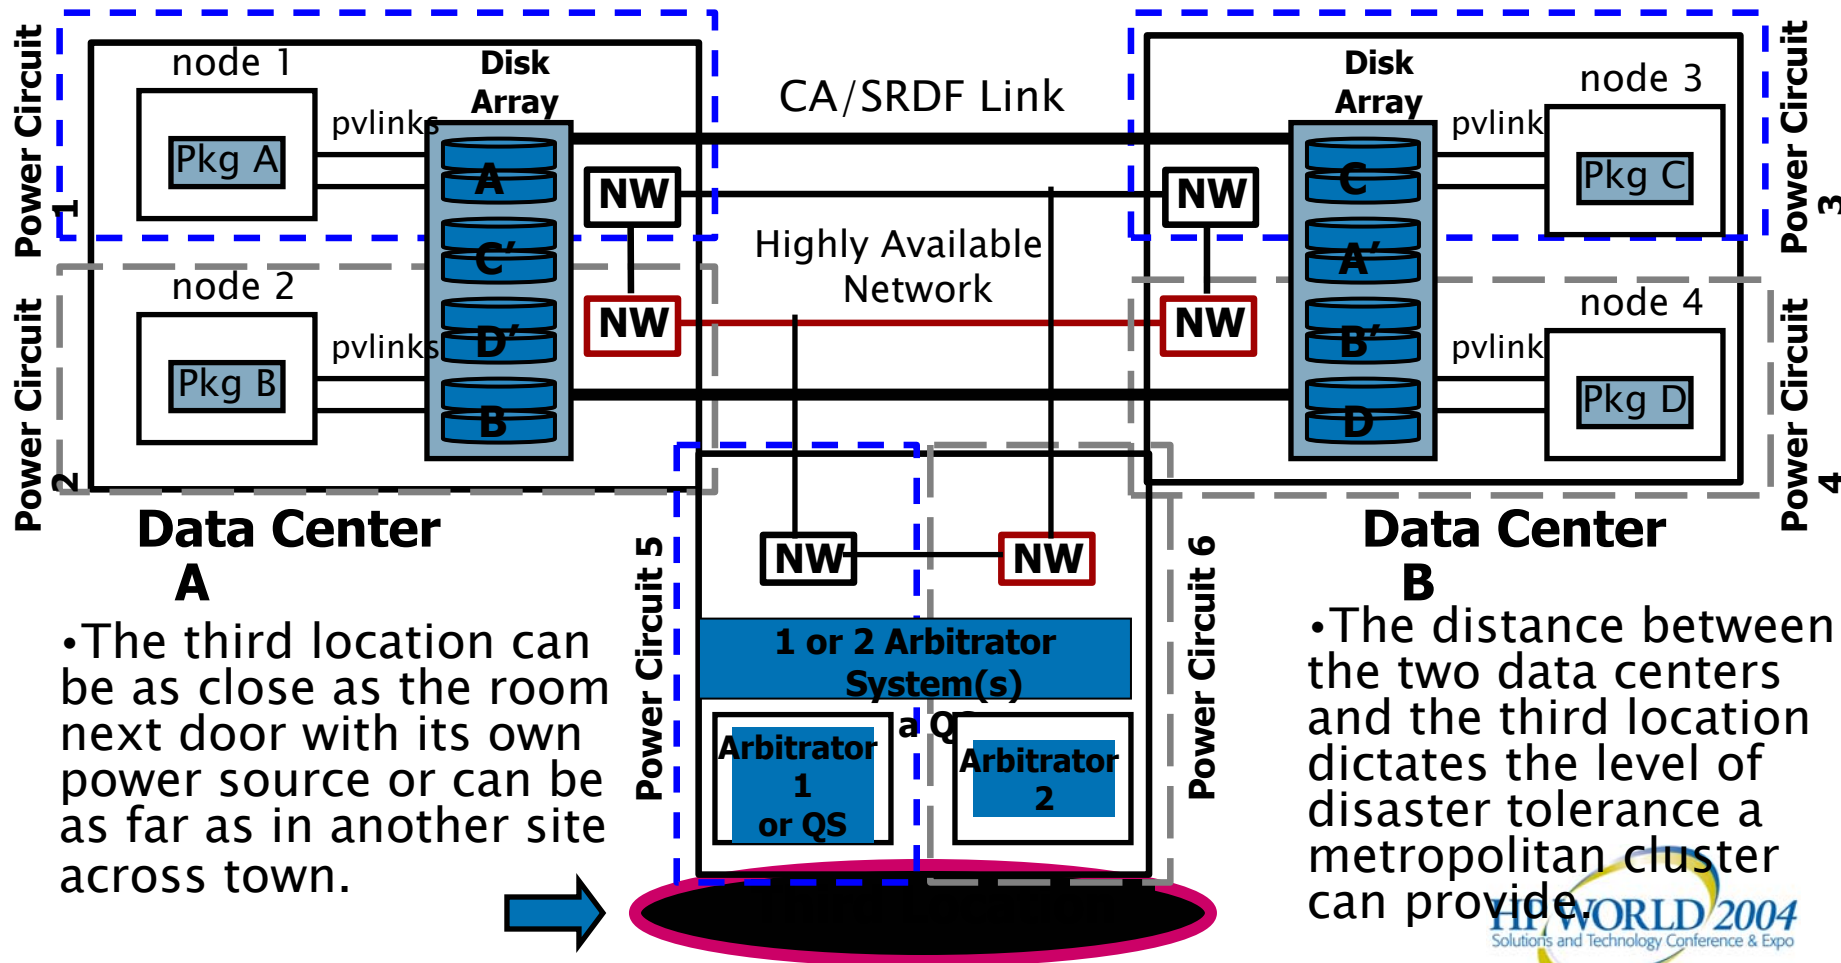 Power Circuit
1
node 1
Pkg A
pvlinks
Disk
Array
A
C′
D′
B
NW
NW
Power Circuit
2
node 2
Pkg B
pvlinks
CA/SRDF Link
Highly Available
Network
Disk
Array
C
A′
B′
D
NW
NW
node 3
Pkg C
pvlink
Power Circuit
3
node 4
Pkg D
pvlink
Power Circuit
4
Data Center
A
Data Center
B
Power Circuit 5
NW
NW
Power Circuit 6
1 or 2 Arbitrator
System(s)
Arbitrator
1
or QS
a
Arbitrator
2
•The third location can
be as close as the room
next door with its own
power source or can be
as far as in another site
across town.
•The distance between
the two data centers
and the third location
dictates the level of
disaster tolerance a
metropolitan cluster
can provide.
HP WORLD 2004
Solutions and Technology Conference & Expo